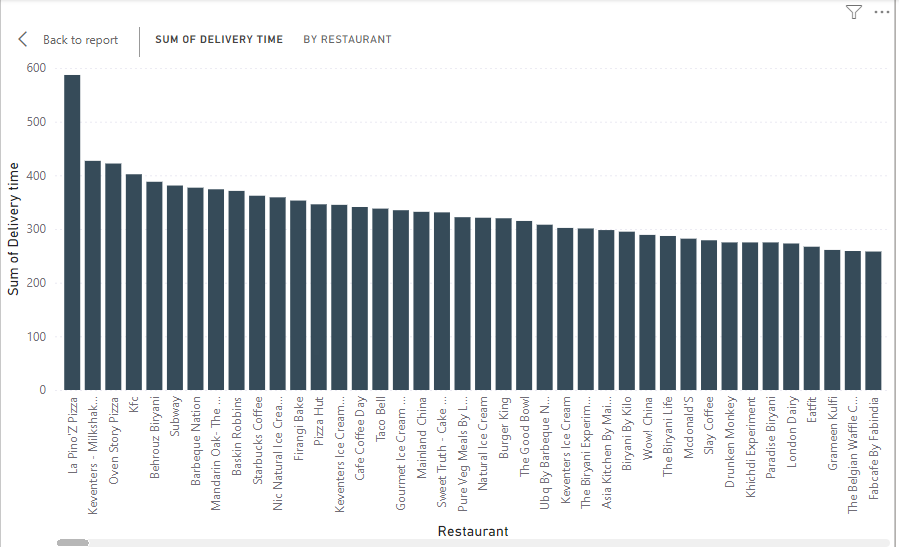 Back to report
SUM OF DELIVERY TIME
BY RESTAURANT
600
500
400
300
200
100
0
Sum of Delivery time
La Pino'Z Pizza
Keventers - Milkshak...
Oven Story Pizza
Kfc
Behrouz Biryani
Subway
Barbeque Nation
Mandarin Oak- The ...
Baskin Robbins
Starbucks Coffee
Nic Natural Ice Crea...
Firangi Bake
Pizza Hut
Keventers Ice Cream...
Cafe Coffee Day
Taco Bell
Gourmet Ice Cream ...
Mainland China
Sweet Truth - Cake ...
Pure Veg Meals By L...
Natural Ice Cream
Burger King
The Good Bowl
Ubq By Barbeque N...
Keventers Ice Cream
The Biryani Experim...
Asia Kitchen By Mai...
Biryani By Kilo
Wow! China
The Biryani Life
Mcdonald'S
Slay Coffee
Drunken Monkey
Khichdi Experiment
Paradise Biryani
London Dairy
Eatfit
Grameen Kulfi
The Belgian Waffle C...
Fabcafe By Fabindia
Restaurant